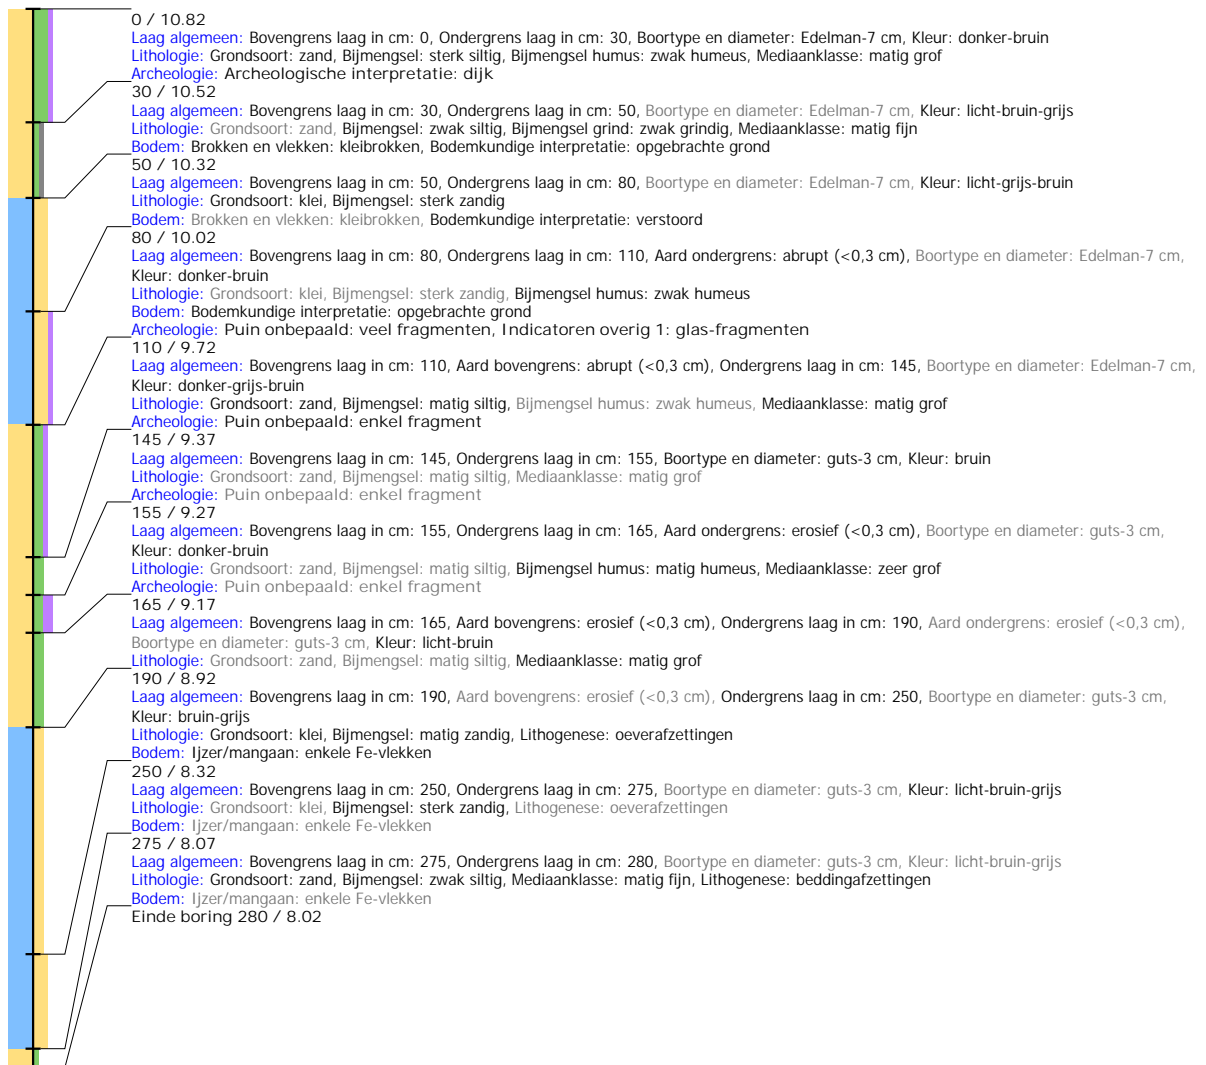 0 / 10.82
Laag algemeen: Bovengrens laag in cm: 0, Ondergrens laag in cm: 30, Boortype en diameter: Edelman-7 cm, Kleur: donker-bruin
Lithologie: Grondsoort: zand, Bijmengsel: sterk siltig, Bijmengsel humus: zwak humeus, Mediaanklasse: matig grof
Archeologie: Archeologische interpretatie: dijk
30 / 10.52
Laag algemeen: Bovengrens laag in cm: 30, Ondergrens laag in cm: 50, Boortype en diameter: Edelman-7 cm, Kleur: licht-bruin-grijs
Lithologie: Grondsoort: zand, Bijmengsel: zwak siltig, Bijmengsel grind: zwak grindig, Mediaanklasse: matig fijn
Bodem: Brokken en vlekken: kleibrokken, Bodemkundige interpretatie: opgebrachte grond
50 / 10.32
Laag algemeen: Bovengrens laag in cm: 50, Ondergrens laag in cm: 80, Boortype en diameter: Edelman-7 cm, Kleur: licht-grijs-bruin
Lithologie: Grondsoort: klei, Bijmengsel: sterk zandig
Bodem: Brokken en vlekken: kleibrokken, Bodemkundige interpretatie: verstoord
80 / 10.02
Laag algemeen: Bovengrens laag in cm: 80, Ondergrens laag in cm: 110, Aard ondergrens: abrupt (<0,3 cm), Boortype en diameter: Edelman-7 cm,
Kleur: donker-bruin
Lithologie: Grondsoort: klei, Bijmengsel: sterk zandig, Bijmengsel humus: zwak humeus
Bodem: Bodemkundige interpretatie: opgebrachte grond
Archeologie: Puin onbepaald: veel fragmenten, Indicatoren overig 1: glas-fragmenten
110 / 9.72
Laag algemeen: Bovengrens laag in cm: 110, Aard bovengrens: abrupt (<0,3 cm), Ondergrens laag in cm: 145, Boortype en diameter: Edelman-7 cm,
Kleur: donker-grijs-bruin
Lithologie: Grondsoort: zand, Bijmengsel: matig siltig, Bijmengsel humus: zwak humeus, Mediaanklasse: matig grof
Archeologie: Puin onbepaald: enkel fragment
145 / 9.37
Laag algemeen: Bovengrens laag in cm: 145, Ondergrens laag in cm: 155, Boortype en diameter: guts-3 cm, Kleur: bruin
Lithologie: Grondsoort: zand, Bijmengsel: matig siltig, Mediaanklasse: matig grof
Archeologie: Puin onbepaald: enkel fragment
155 / 9.27
Laag algemeen: Bovengrens laag in cm: 155, Ondergrens laag in cm: 165, Aard ondergrens: erosief (<0,3 cm), Boortype en diameter: guts-3 cm,
Kleur: donker-bruin
Lithologie: Grondsoort: zand, Bijmengsel: matig siltig, Bijmengsel humus: matig humeus, Mediaanklasse: zeer grof
Archeologie: Puin onbepaald: enkel fragment
165 / 9.17
Laag algemeen: Bovengrens laag in cm: 165, Aard bovengrens: erosief (<0,3 cm), Ondergrens laag in cm: 190, Aard ondergrens: erosief (<0,3 cm),
Boortype en diameter: guts-3 cm, Kleur: licht-bruin
Lithologie: Grondsoort: zand, Bijmengsel: matig siltig, Mediaanklasse: matig grof
190 / 8.92
Laag algemeen: Bovengrens laag in cm: 190, Aard bovengrens: erosief (<0,3 cm), Ondergrens laag in cm: 250, Boortype en diameter: guts-3 cm,
Kleur: bruin-grijs
Lithologie: Grondsoort: klei, Bijmengsel: matig zandig, Lithogenese: oeverafzettingen
Bodem: Ijzer/mangaan: enkele Fe-vlekken
250 / 8.32
Laag algemeen: Bovengrens laag in cm: 250, Ondergrens laag in cm: 275, Boortype en diameter: guts-3 cm, Kleur: licht-bruin-grijs
Lithologie: Grondsoort: klei, Bijmengsel: sterk zandig, Lithogenese: oeverafzettingen
Bodem: Ijzer/mangaan: enkele Fe-vlekken
275 / 8.07
Laag algemeen: Bovengrens laag in cm: 275, Ondergrens laag in cm: 280, Boortype en diameter: guts-3 cm, Kleur: licht-bruin-grijs
Lithologie: Grondsoort: zand, Bijmengsel: zwak siltig, Mediaanklasse: matig fijn, Lithogenese: beddingafzettingen
Bodem: Ijzer/mangaan: enkele Fe-vlekken
Einde boring 280 / 8.02